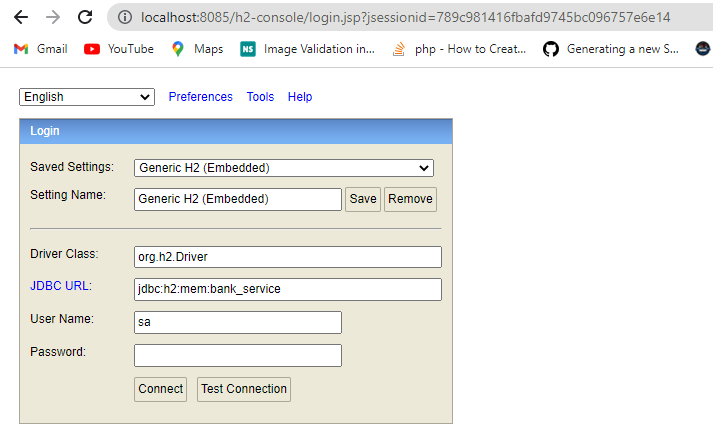 localhost:8085/h2-console/login.jsp?jsessionid=789c981416fbafd9745bc096757e6e14
Gmail YouTube Maps NS Image Validation in... php - How to Creat... Generating a new S...
English Preferences Tools Help
Login
Saved Settings: Generic H2 (Embedded)
Setting Name: Generic H2 (Embedded) Save Remove
Driver Class: org.h2.Driver
JDBC URL: jdbc:h2:mem:bank_service
User Name: sa
Password:
Connect Test Connection